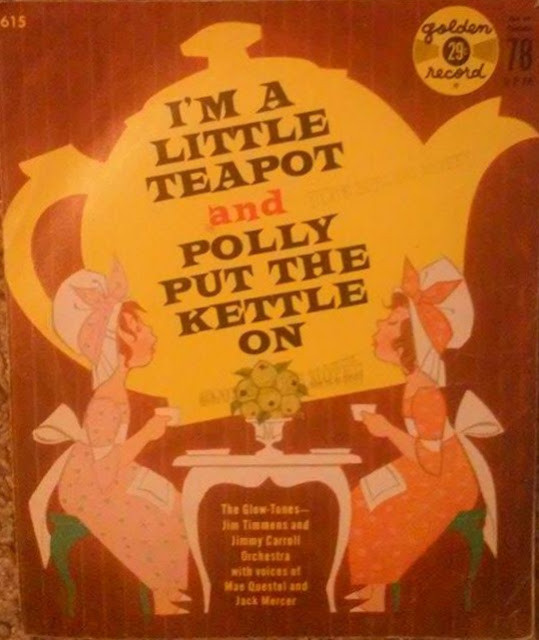 615
golden
29¢
record
78
I'M A
LITTLE
TEAPOT
and
POLLY
PUT THE
KETTLE
ON
The Glow-Tones—
Jim Timmens and
Jimmy Carroll
Orchestra
with voices of
Mae Questel and
Jack Mercer